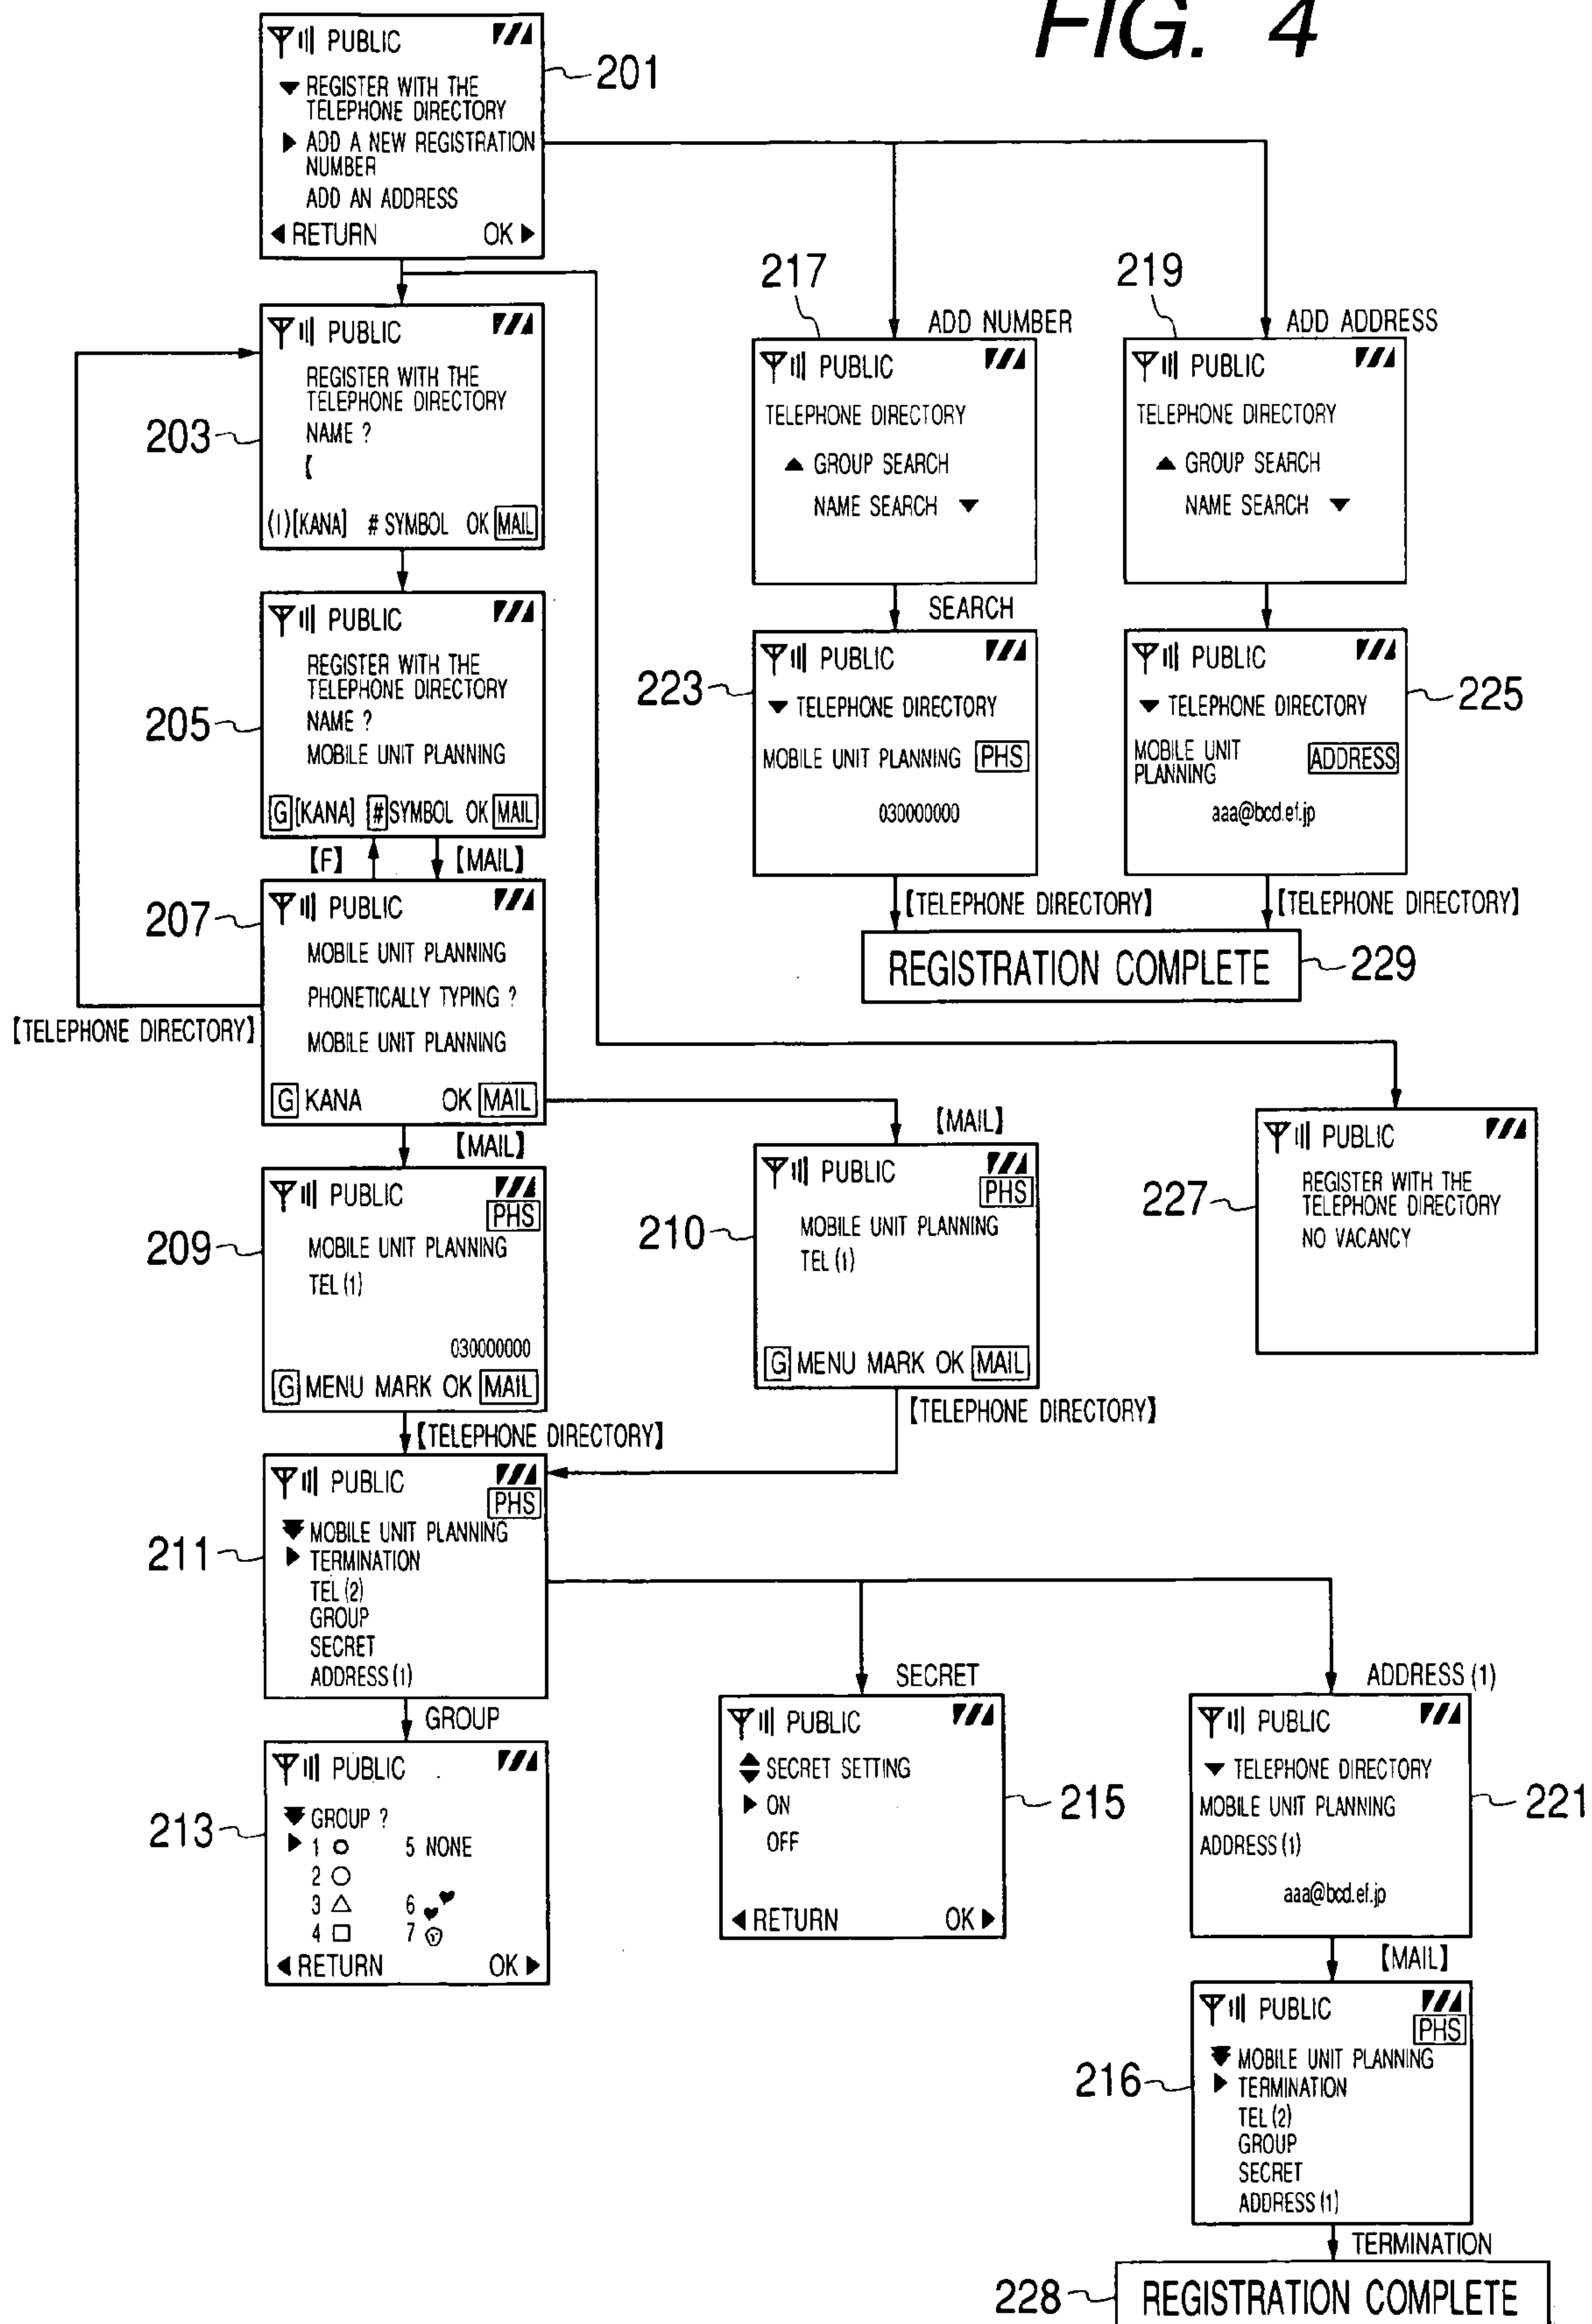 FIG. 4
PUBLIC
REGISTER WITH THE
TELEPHONE DIRECTORY
ADD A NEW REGISTRATION
NUMBER
ADD AN ADDRESS
RETURN OK
201
PUBLIC
REGISTER WITH THE
TELEPHONE DIRECTORY
NAME ?
[
(1)[KANA] # SYMBOL OK MAIL
203
PUBLIC
REGISTER WITH THE
TELEPHONE DIRECTORY
NAME ?
MOBILE UNIT PLANNING
G [KANA] # SYMBOL OK MAIL
205
【F】 【MAIL】
PUBLIC
MOBILE UNIT PLANNING
PHONETICALLY TYPING ?
MOBILE UNIT PLANNING
G KANA OK MAIL
207
【TELEPHONE DIRECTORY】
【MAIL】
PUBLIC
PHS
MOBILE UNIT PLANNING
TEL (1)
030000000
G MENU MARK OK MAIL
209
【TELEPHONE DIRECTORY】
【MAIL】
PUBLIC
PHS
MOBILE UNIT PLANNING
TEL (1)
G MENU MARK OK MAIL
210
【TELEPHONE DIRECTORY】
PUBLIC
PHS
MOBILE UNIT PLANNING
TERMINATION
TEL (2)
GROUP
SECRET
ADDRESS (1)
211
GROUP
PUBLIC
GROUP ?
1 5 NONE
2
3 6
4 7
RETURN OK
213
217
ADD NUMBER
PUBLIC
TELEPHONE DIRECTORY
GROUP SEARCH
NAME SEARCH
SEARCH
PUBLIC
TELEPHONE DIRECTORY
MOBILE UNIT PLANNING PHS
030000000
223
【TELEPHONE DIRECTORY】
219
ADD ADDRESS
PUBLIC
TELEPHONE DIRECTORY
GROUP SEARCH
NAME SEARCH
PUBLIC
TELEPHONE DIRECTORY
MOBILE UNIT
PLANNING
ADDRESS
aaa@bcd.ef.jp
225
【TELEPHONE DIRECTORY】
REGISTRATION COMPLETE
229
PUBLIC
REGISTER WITH THE
TELEPHONE DIRECTORY
NO VACANCY
227
SECRET
PUBLIC
SECRET SETTING
ON
OFF
RETURN OK
215
ADDRESS (1)
PUBLIC
TELEPHONE DIRECTORY
MOBILE UNIT PLANNING
ADDRESS (1)
aaa@bcd.ef.jp
221
【MAIL】
PUBLIC
PHS
MOBILE UNIT PLANNING
TERMINATION
TEL (2)
GROUP
SECRET
ADDRESS (1)
216
TERMINATION
REGISTRATION COMPLETE
228